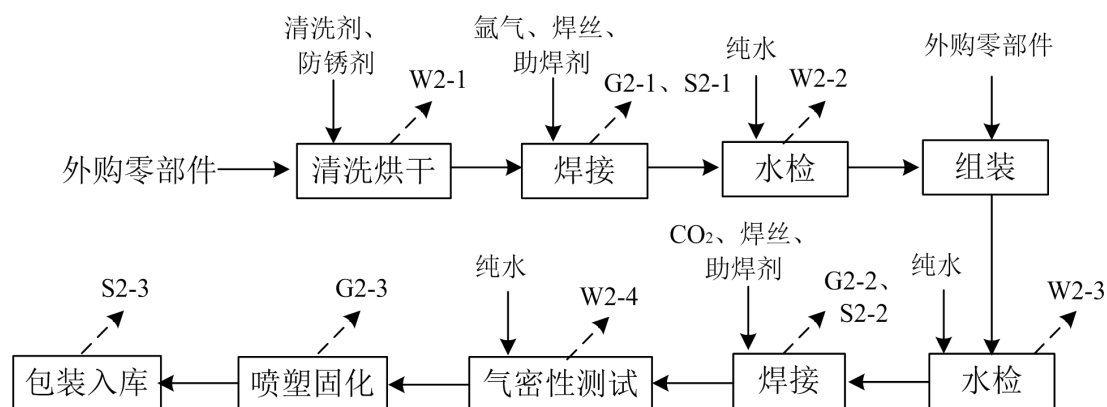 清洗剂、
防锈剂
W2-1
氩气、焊丝、
助焊剂
G2-1、S2-1
纯水
W2-2
外购零部件
外购零部件
清洗烘干
焊接
水检
组装
S2-3
G2-3
纯水
W2-4
CO₂、焊丝、
助焊剂
G2-2、
S2-2
纯水
W2-3
包装入库
喷塑固化
气密性测试
焊接
水检